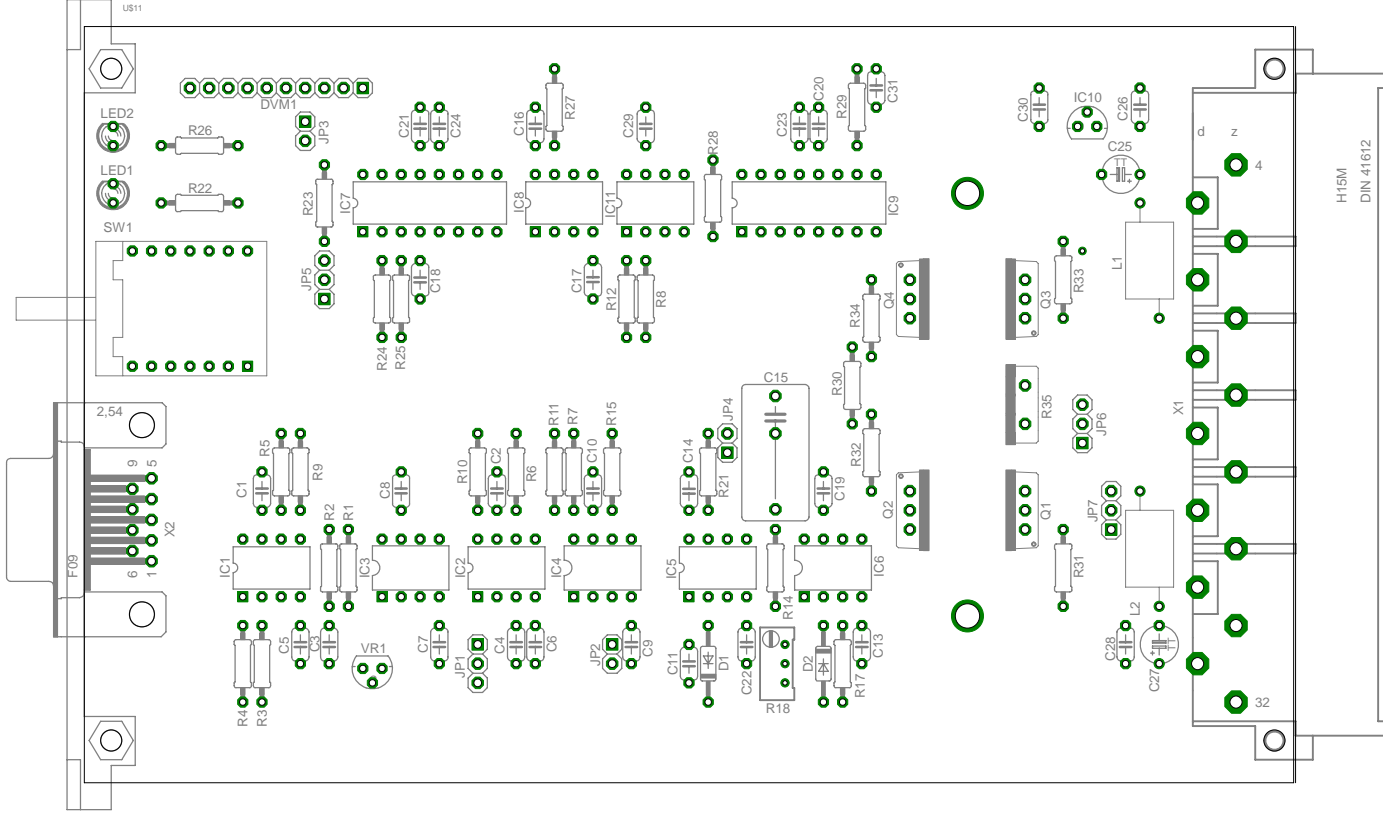 U$11
LED2
R26
DVM1
JP3
C21
C24
C16
R27
C29
R28
C23
C20
R29
C31
C30
IC10
C26
C25
d
z
4
H15M
DIN 41612
LED1
R22
R23
IC7
IC8
IC11
IC9
SW1
JP5
C18
C17
R12
R8
R24
R25
R34
Q4
Q3
R33
L1
C15
R30
R35
JP6
X1
2,54
JP4
R5
R9
R10
C2
R6
R11
R7
C10
R15
C14
R21
C19
R32
9
5
C1
C8
X2
Q2
Q1
JP7
F09
6
1
IC1
R2
R1
IC3
IC2
IC4
IC5
R14
IC6
R31
L2
C5
C3
VR1
C7
JP1
C4
C6
JP2
C9
C11
D1
C22
R18
D2
R17
C13
C28
C27
R4
R3
32